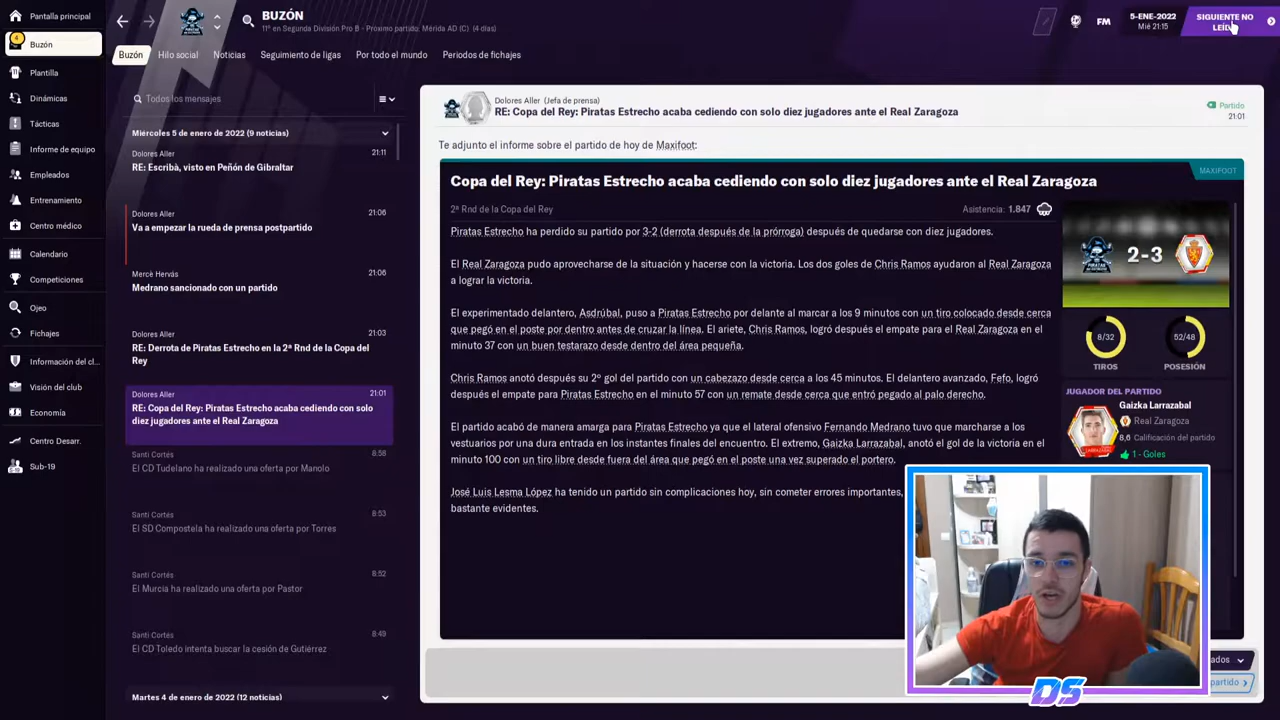 Pantalla principal
BUZÓN
11º en Segunda División Pro B - Próximo partido, Mérida AD (C) (4 días)
FM
5-ENE-2022
Mié 21:15
SIGUIENTE NO
LEÍDO
4
Buzón
Buzón
Hilo social
Noticias
Seguimiento de ligas
Por todo el mundo
Periodos de fichajes
Plantilla
Dinámicas
Tácticas
Informe de equipo
Empleados
Entrenamiento
Centro médico
Calendario
Competiciones
Ojeo
Fichajes
Información del cl...
Visión del club
Economía
Centro Desarr.
Sub-19
Todos los mensajes
Miércoles 5 de enero de 2022 (9 noticias)
Dolores Aller
21:11
RE: Escribà, visto en Peñón de Gibraltar
Dolores Aller
21:06
Va a empezar la rueda de prensa postpartido
Mercè Hervás
21:06
Medrano sancionado con un partido
Dolores Aller
21:03
RE: Derrota de Piratas Estrecho en la 2ª Rnd de la Copa del
Rey
Dolores Aller
21:01
RE: Copa del Rey: Piratas Estrecho acaba cediendo con solo
diez jugadores ante el Real Zaragoza
Santi Cortés
8:58
El CD Tudelano ha realizado una oferta por Manolo
Santi Cortés
8:53
El SD Compostela ha realizado una oferta por Torres
Santi Cortés
8:52
El Murcia ha realizado una oferta por Pastor
Santi Cortés
8:49
El CD Toledo intenta buscar la cesión de Gutiérrez
Martes 4 de enero de 2022 (12 noticias)
Dolores Aller (Jefa de prensa)
RE: Copa del Rey: Piratas Estrecho acaba cediendo con solo diez jugadores ante el Real Zaragoza
Partido
21:01
Te adjunto el informe sobre el partido de hoy de Maxifoot:
MAXIFOOT
Copa del Rey: Piratas Estrecho acaba cediendo con solo diez jugadores ante el Real Zaragoza
2ª Rnd de la Copa del Rey
Asistencia: 1.847
Piratas Estrecho ha perdido su partido por 3-2 (derrota después de la prórroga) después de quedarse con diez jugadores.
El Real Zaragoza pudo aprovecharse de la situación y hacerse con la victoria. Los dos goles de Chris Ramos ayudaron al Real Zaragoza
a lograr la victoria.
El experimentado delantero, Asdrúbal, puso a Piratas Estrecho por delante al marcar a los 9 minutos con un tiro colocado desde cerca
que pegó en el poste por dentro antes de cruzar la línea. El ariete, Chris Ramos, logró después el empate para el Real Zaragoza en el
minuto 37 con un buen testarazo desde dentro del área pequeña.
Chris Ramos anotó después su 2º gol del partido con un cabezazo desde cerca a los 45 minutos. El delantero avanzado, Fefo, logró
después el empate para Piratas Estrecho en el minuto 57 con un remate desde cerca que entró pegado al palo derecho.
El partido acabó de manera amarga para Piratas Estrecho ya que el lateral ofensivo Fernando Medrano tuvo que marcharse a los
vestuarios por una dura entrada en los instantes finales del encuentro. El extremo, Gaizka Larrazabal, anotó el gol de la victoria en el
minuto 100 con un tiro libre desde fuera del área que pegó en el poste una vez superado el portero.
José Luis Lesma López ha tenido un partido sin complicaciones hoy, sin cometer errores importantes,
bastante evidentes.
2-3
8/32
TIROS
52/48
POSESIÓN
JUGADOR DEL PARTIDO
Gaizka Larrazabal
Real Zaragoza
8,6 Calificación del partido
1 - Goles
ados
partido
DS